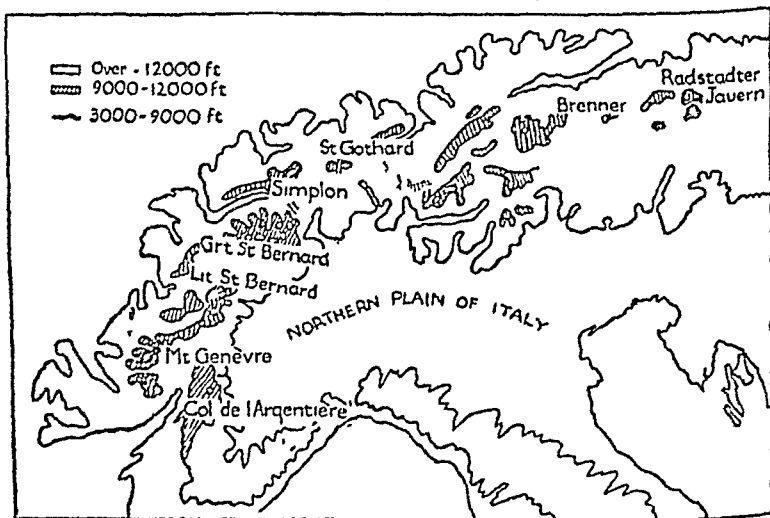 Over - 12000 ft
9000-12000 ft
3000-9000 ft
Radstadter
Javern
Brenner
St Gothard
Simplon
Grt St Bernard
Lit St Bernard
NORTHERN PLAIN OF ITALY
Mt Genèvre
Col de l'Argentière